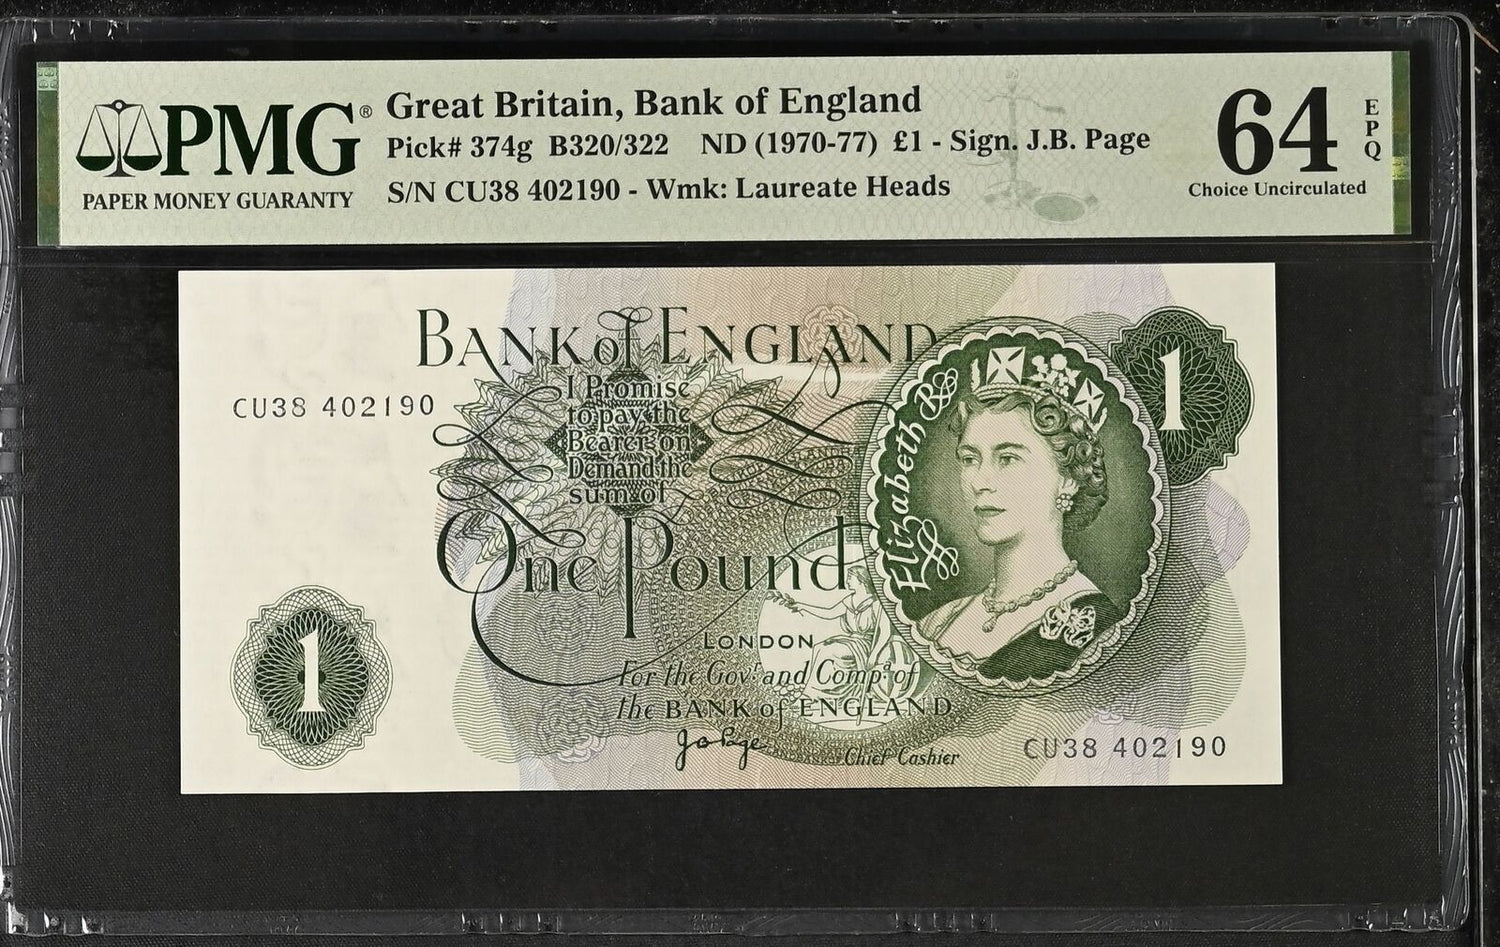 PMG®
PAPER MONEY GUARANTY
Great Britain, Bank of England
Pick# 374g B320/322 ND (1970-77) £1 - Sign. J.B. Page
S/N CU38 402190 - Wmk: Laureate Heads
64
EPQ
Choice Uncirculated
BANK of ENGLAND
CU38 402190
I Promise
to pay the
Bearer on
Demand the
sum of
One Pound
LONDON
For the Govr and Compa of
the BANK of ENGLAND
Chief Cashier
Elizabeth R
1
1
CU38 402190